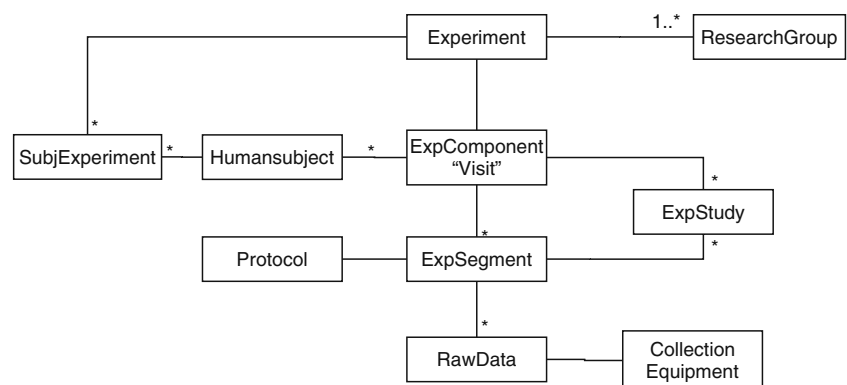 Experiment
1..*
ResearchGroup
*
SubjExperiment
*
Humansubject
*
ExpComponent
“Visit”
*
ExpStudy
*
Protocol
*
ExpSegment
*
RawData
Collection
Equipment